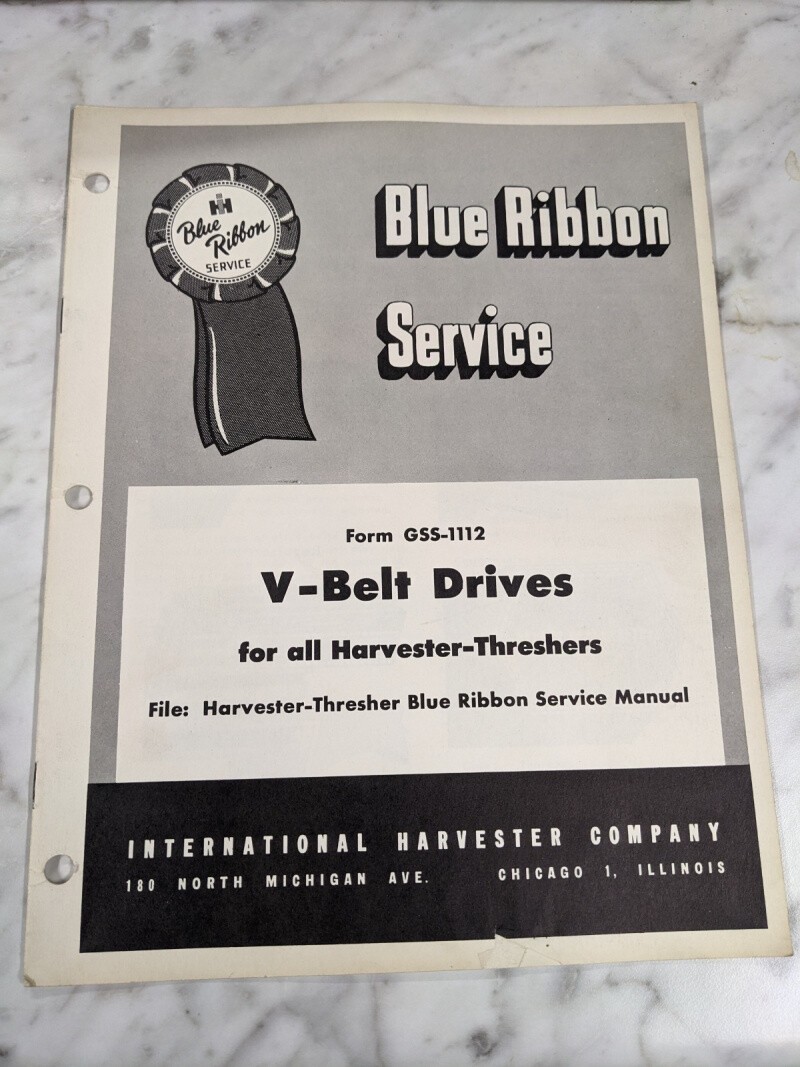 IH
Blue
Ribbon
SERVICE
Blue Ribbon
Service
Form GSS-1112
V-Belt Drives
for all Harvester-Threshers
File: Harvester-Thresher Blue Ribbon Service Manual
INTERNATIONAL HARVESTER COMPANY
180 NORTH MICHIGAN AVE. CHICAGO 1, ILLINOIS